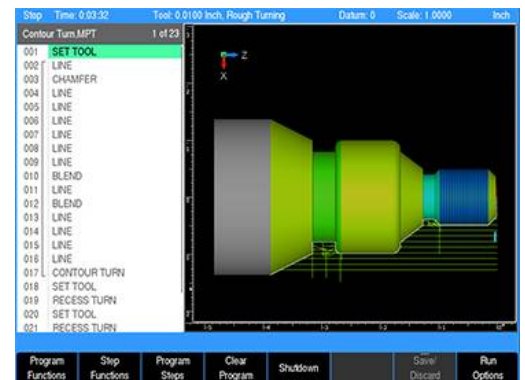 Stop Time: 0:03:32 Tool: 0.0100 Inch, Rough Turning Datum: 0 Scale: 1.0000 Inch
Contour Turn.MPT 1 of 23
001 SET TOOL
002 LINE
003 CHAMFER
004 LINE
005 LINE
006 LINE
007 LINE
008 LINE
009 LINE
010 BLEND
011 LINE
012 BLEND
013 LINE
014 LINE
015 LINE
016 LINE
017 CONTOUR TURN
018 SET TOOL
019 RECESS TURN
020 SET TOOL
021 RECESS TURN
Z
X
Program Functions
Step Functions
Program Steps
Clear Program
Shutdown
Save/ Discard
Run Options